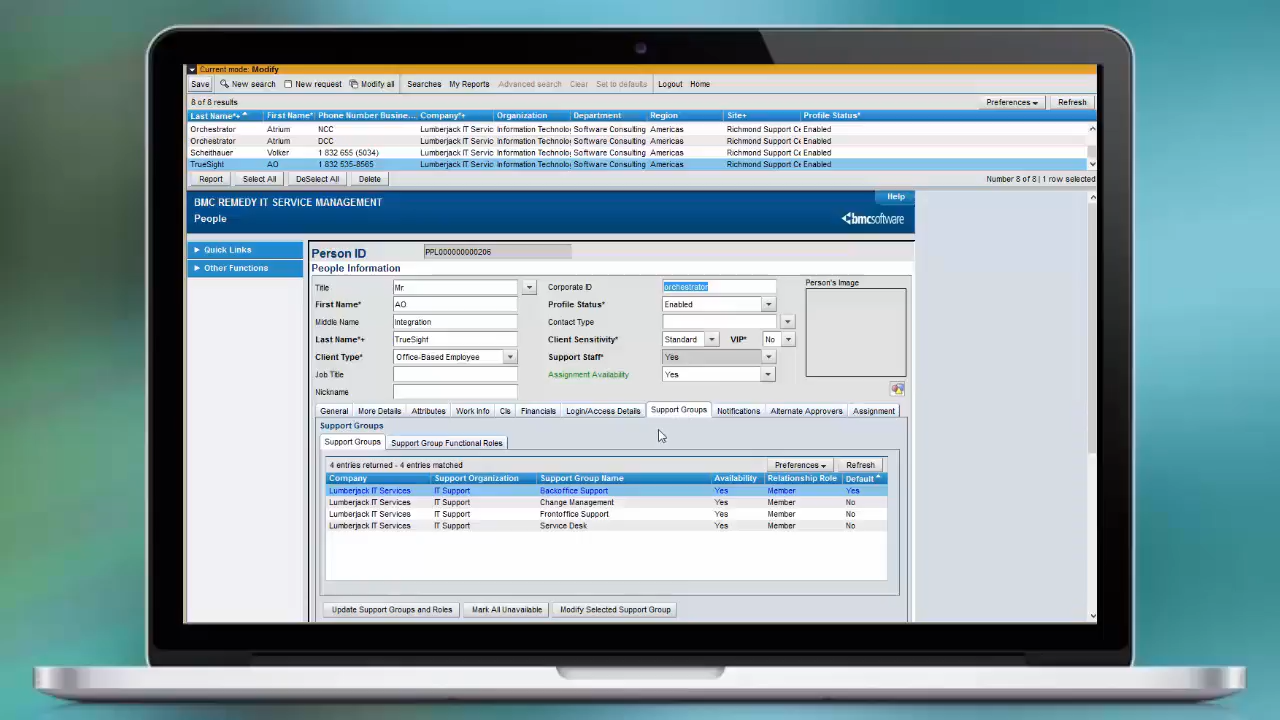 Current mode: Modify
Save New search New request Modify all Searches My Reports Advanced search Clear Set to defaults Logout Home
8 of 8 results Preferences Refresh
Last Name*+ First Name* Phone Number Busine... Company*+ Organization Department Region Site+ Profile Status*
Orchestrator Atrium NCC Lumberjack IT Servic Information Technolo Software Consulting Americas Richmond Support Ce Enabled
Orchestrator Atrium NCC Lumberjack IT Servic Information Technolo Software Consulting Americas Richmond Support Ce Enabled
Scheithauer Volker 1 832 655 (5034) Lumberjack IT Servic Information Technolo Software Consulting Americas Richmond Support Ce Enabled
TrueSight AO 1 832 535-8565 Lumberjack IT Servic Information Technolo Software Consulting Americas Richmond Support Ce Enabled
Report Select All DeSelect All Delete Number 8 of 8 | 1 row selected
BMC REMEDY IT SERVICE MANAGEMENT Help
People bmcsoftware
Quick Links
Other Functions
Person ID PPL000000000206
People Information
Title Mr. Corporate ID orchestrator Person's Image
First Name* AO Profile Status* Enabled
Middle Name Integration Contact Type
Last Name*+ TrueSight Client Sensitivity* Standard VIP* No
Client Type* Office-Based Employee Support Staff* Yes
Job Title Assignment Availability Yes
Nickname
General More Details Attributes Work Info CIs Financials Login/Access Details Support Groups Notifications Alternate Approvers Assignment
Support Groups
Support Groups Support Group Functional Roles
4 entries returned - 4 entries matched Preferences Refresh
Company Support Organization Support Group Name Availability Relationship Role Default
Lumberjack IT Services IT Support Backoffice Support Yes Member Yes
Lumberjack IT Services IT Support Change Management Yes Member No
Lumberjack IT Services IT Support Frontoffice Support Yes Member No
Lumberjack IT Services IT Support Service Desk Yes Member No
Update Support Groups and Roles Mark All Unavailable Modify Selected Support Group